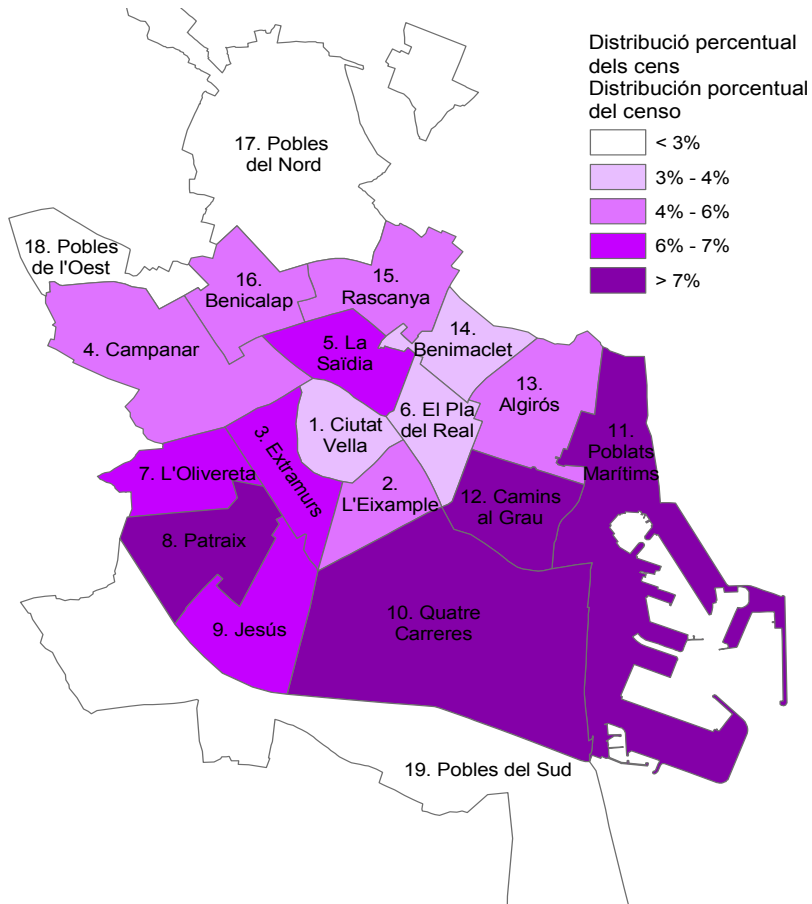 Distribució percentual
dels cens
Distribución porcentual
del censo
< 3%
3% - 4%
4% - 6%
6% - 7%
> 7%
17. Pobles
del Nord
18. Pobles
de l'Oest
16.
Benicalap
15.
Rascanya
4. Campanar
5. La
Saïdia
14.
Benimaclet
13.
Algirós
6. El Pla
del Real
1. Ciutat
Vella
3. Extramurs
11.
Poblats
Marítims
7. L'Olivereta
2.
L'Eixample
12. Camins
al Grau
8. Patraix
9. Jesús
10. Quatre
Carreres
19. Pobles del Sud